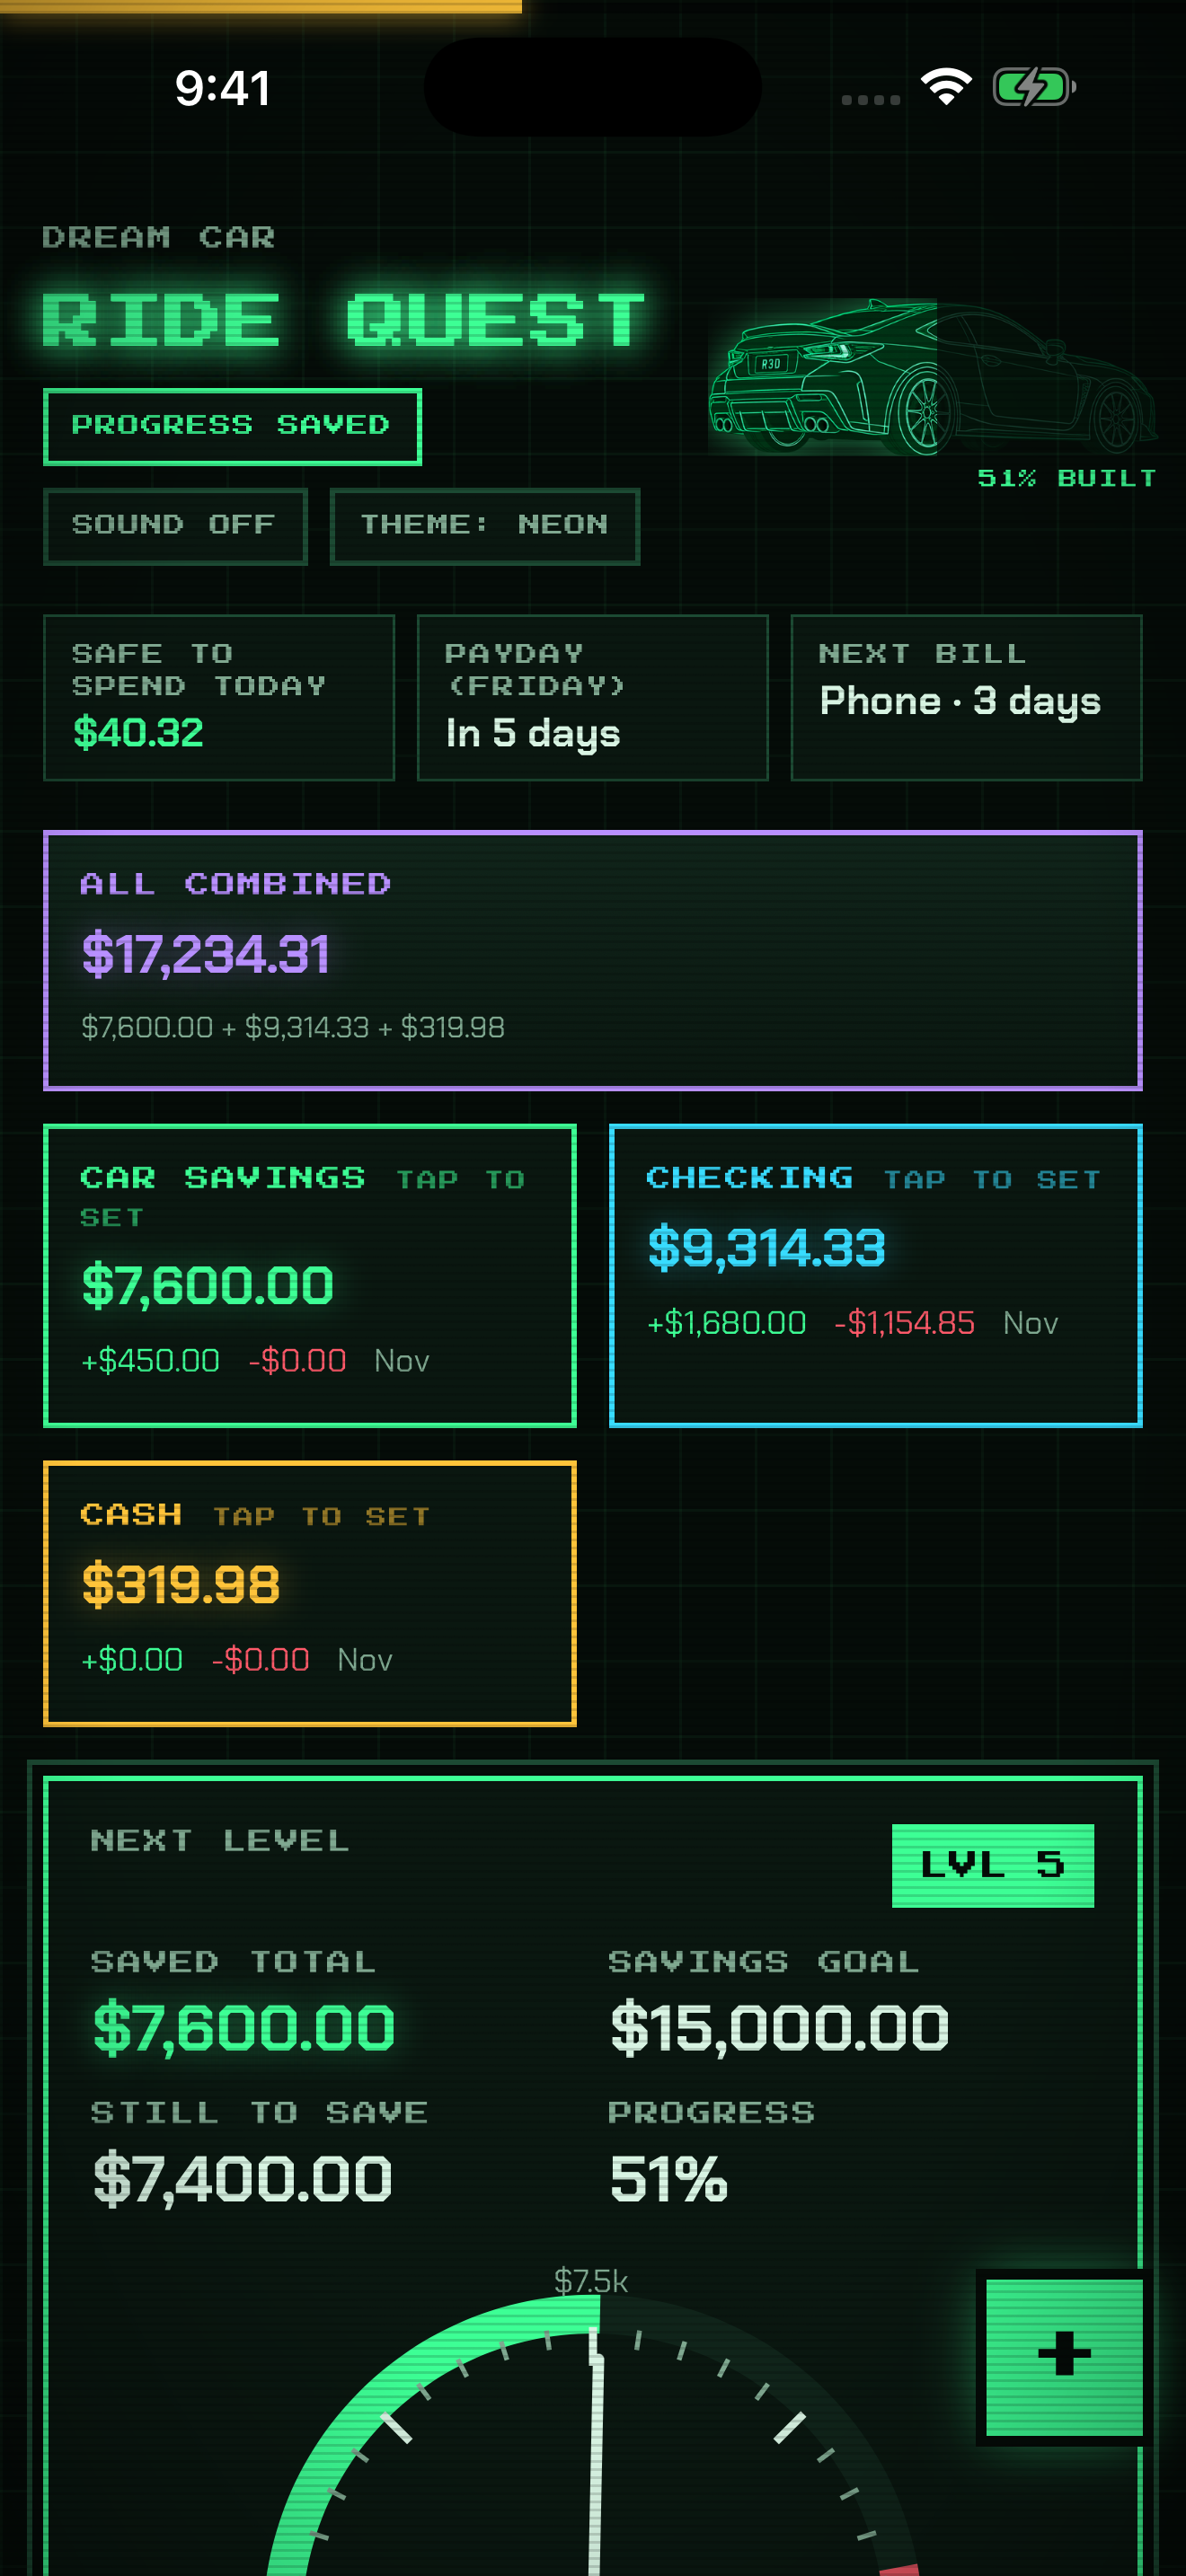 9:41
DREAM CAR
RIDE QUEST
R3D
PROGRESS SAVED
51% BUILT
SOUND OFF
THEME: NEON
SAFE TO
SPEND TODAY
$40.32
PAYDAY
(FRIDAY)
In 5 days
NEXT BILL
Phone · 3 days
ALL COMBINED
$17,234.31
$7,600.00 + $9,314.33 + $319.98
CAR SAVINGS TAP TO
SET
$7,600.00
+$450.00 -$0.00 Nov
CHECKING TAP TO SET
$9,314.33
+$1,680.00 -$1,154.85 Nov
CASH TAP TO SET
$319.98
+$0.00 -$0.00 Nov
NEXT LEVEL
LVL 5
SAVED TOTAL
$7,600.00
SAVINGS GOAL
$15,000.00
STILL TO SAVE
$7,400.00
PROGRESS
51%
$7.5k
+